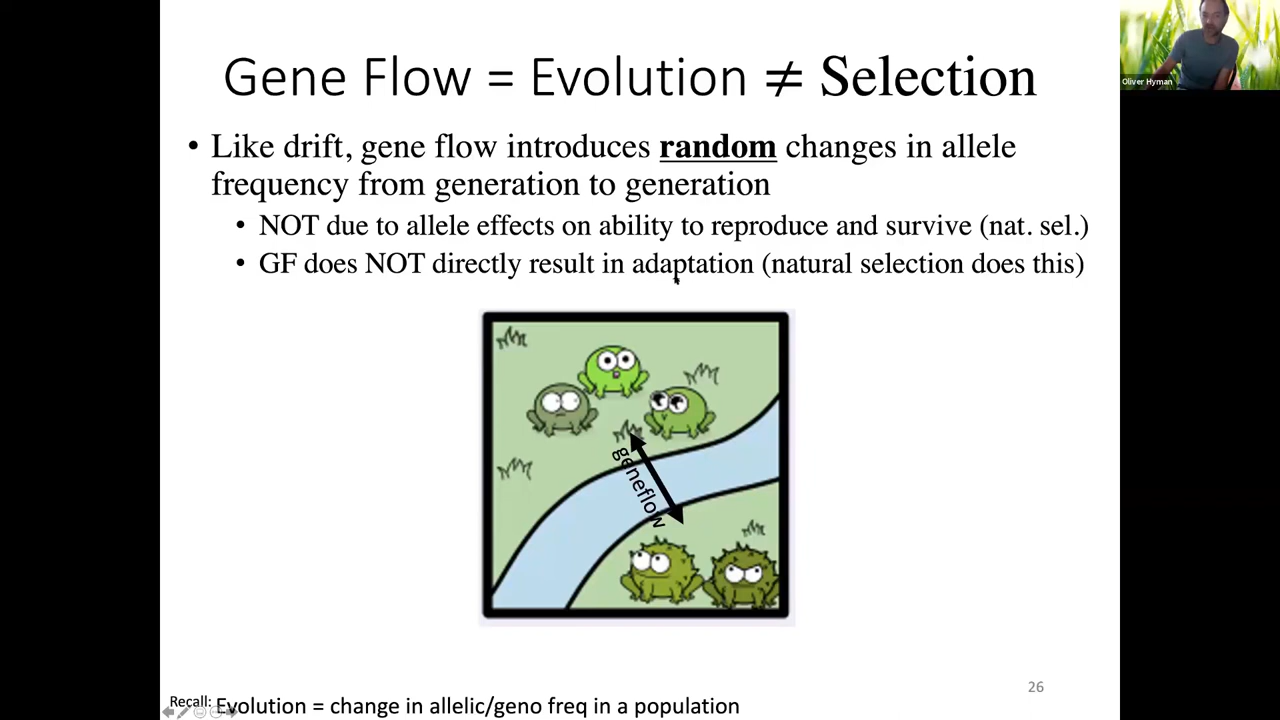 Gene Flow = Evolution ≠ Selection
Oliver Hyman
• Like drift, gene flow introduces random changes in allele
frequency from generation to generation
• NOT due to allele effects on ability to reproduce and survive (nat. sel.)
• GF does NOT directly result in adaptation (natural selection does this)
geneflow
26
Recall: Evolution = change in allelic/geno freq in a population